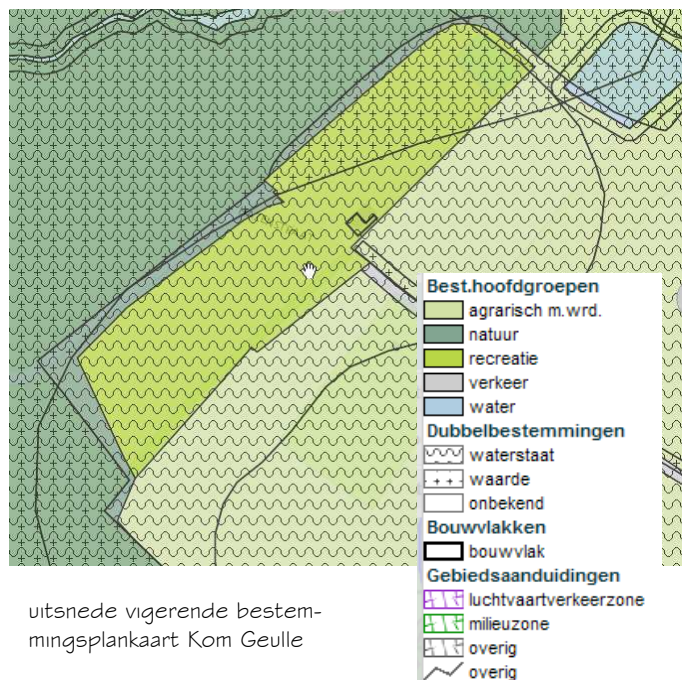 Best.hoofdgroepen
agrarisch m.wrd.
natuur
recreatie
verkeer
water
Dubbelbestemmingen
waterstaat
waarde
onbekend
Bouwvlakken
bouwvlak
Gebiedsaanduidingen
luchtvaartverkeerzone
milieuzone
overig
overig
uitsnede vigerende bestem-
mingsplankaart Kom Geulle